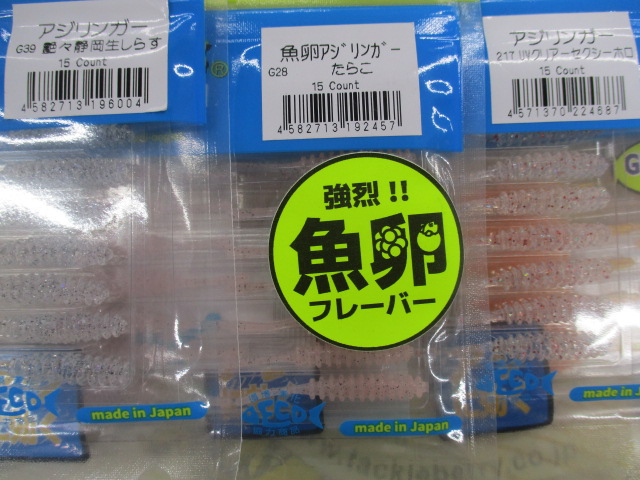 アジリンガー
G39 艶々静岡生しらす
15 Count
4 582713 196004
魚卵アジリンガー
G28 たらこ
15 Count
4 582713 192457
アジリンガー
217 UVクリアーセクシーホロ
15 Count
4 571370 224687
強烈!!
魚卵
フレーバー
made in Japan
made in Japan
made in Japan
www.tackleberry.co.jp